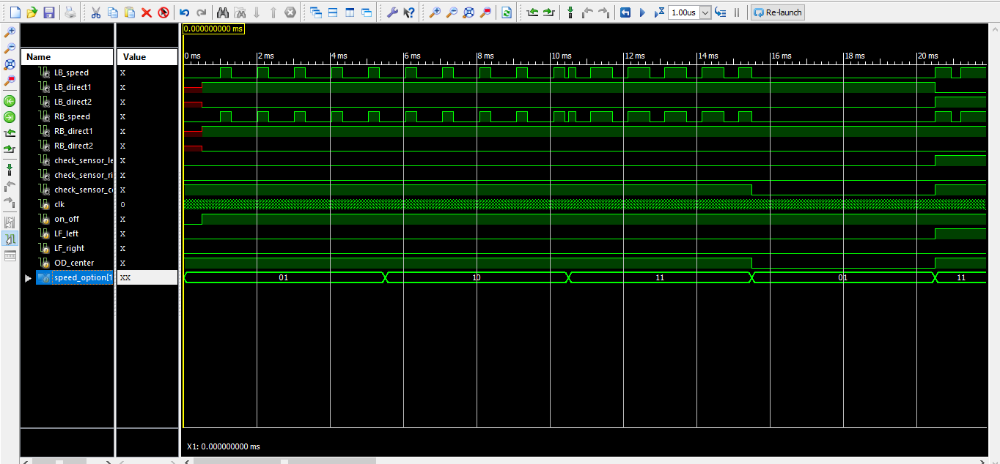 1.00us Re-launch
0.000000000 ms
Name Value
0 ms 2 ms 4 ms 6 ms 8 ms 10 ms 12 ms 14 ms 16 ms 18 ms 20 ms
LB_speed X
LB_direct1 X
LB_direct2 X
RB_speed X
RB_direct1 X
RB_direct2 X
check_sensor_le X
check_sensor_ri X
check_sensor_ce X
clk 0
on_off X
LF_left X
LF_right X
OD_center X
speed_option[1 XX 01 10 11 01 11
X1: 0.000000000 ms